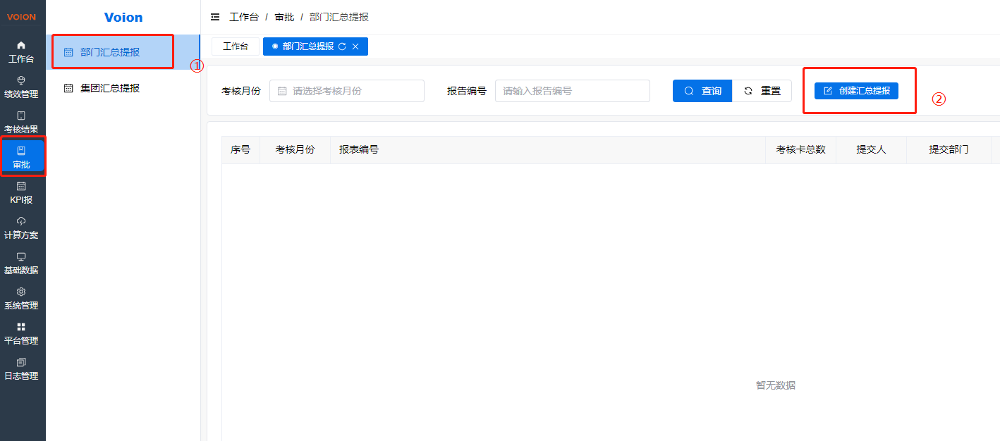 VOION
工作台
绩效管理
考核结果
审批
KPI报
计算方案
基础数据
系统管理
平台管理
日志管理
Voion
部门汇总提报
①
集团汇总提报
工作台 / 审批 / 部门汇总提报
工作台 部门汇总提报
考核月份 请选择考核月份 报告编号 请输入报告编号 查询 重置 创建汇总提报 ②
序号 考核月份 报表编号 考核卡总数 提交人 提交部门
暂无数据